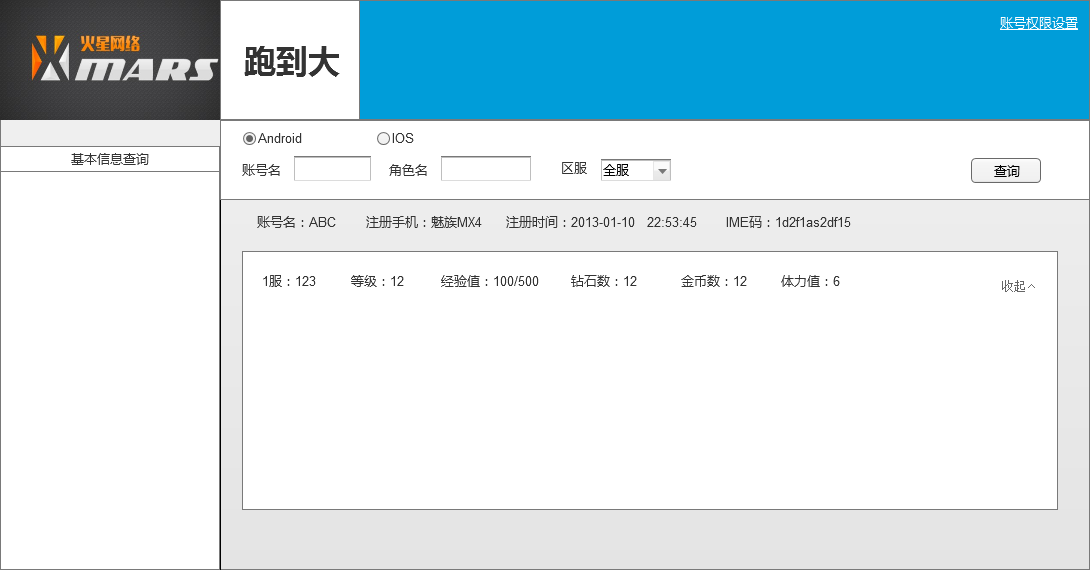 火星网络
MARS
跑到大
账号权限设置
基本信息查询
Android IOS
账号名 角色名 区服 全服 查询
账号名：ABC 注册手机：魅族MX4 注册时间：2013-01-10 22:53:45 IME码：1d2f1as2df15
1服：123 等级：12 经验值：100/500 钻石数：12 金币数：12 体力值：6
收起